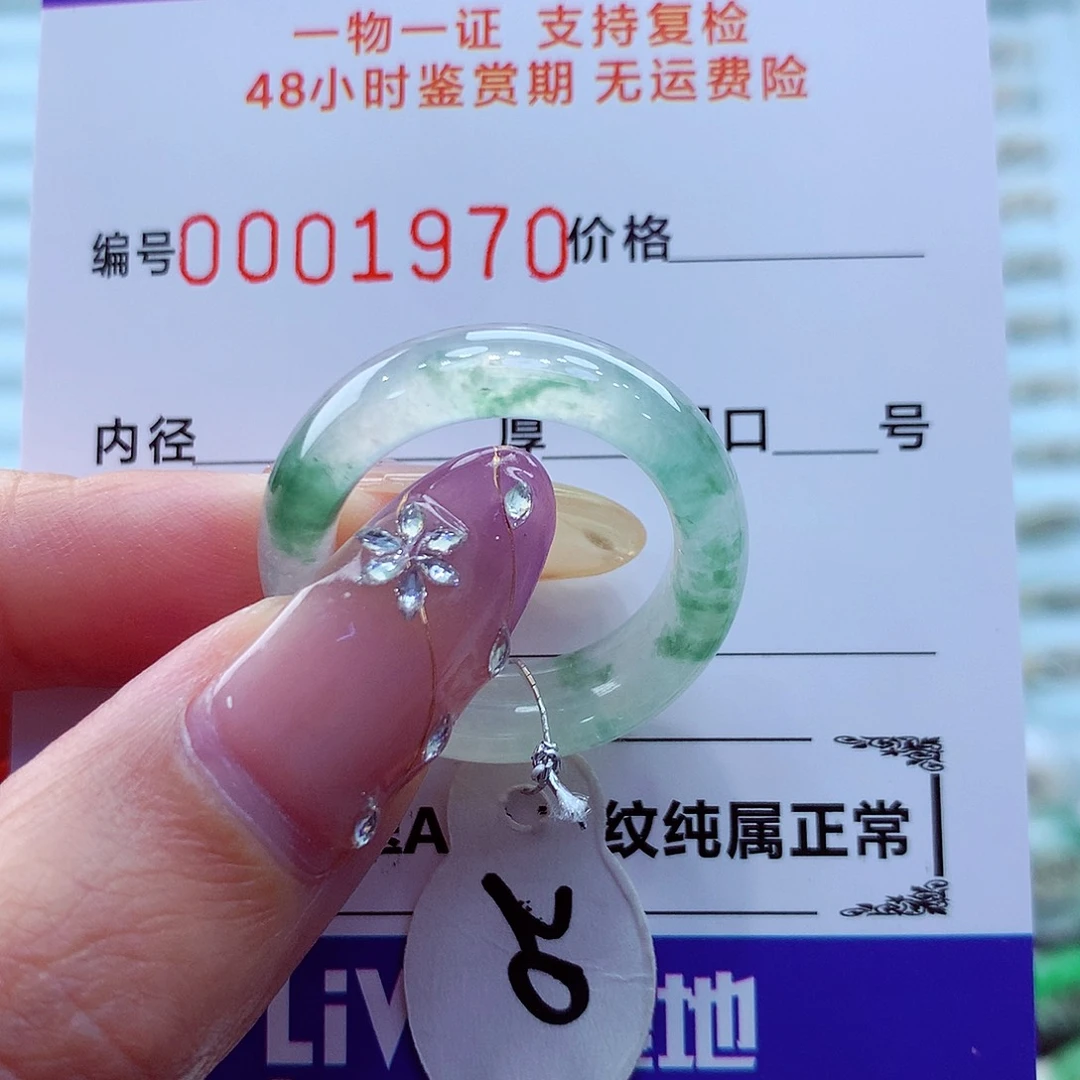 一物一证 支持复检
48小时鉴赏期 无运费险
编号0001970价格
内径 厚 口 号
A 纹纯属正常
LiV 地